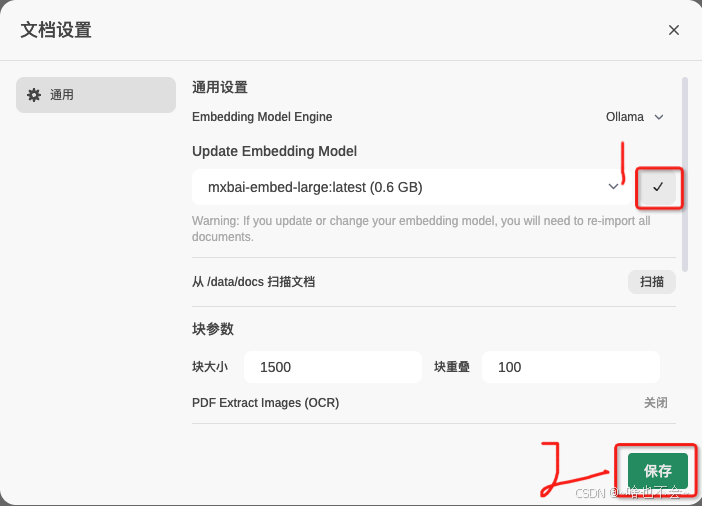 文档设置
通用
通用设置
Embedding Model Engine
Ollama
Update Embedding Model
mxbai-embed-large:latest (0.6 GB)
1
Warning: If you update or change your embedding model, you will need to re-import all
documents.
从 /data/docs 扫描文档
扫描
块参数
块大小
1500
块重叠
100
PDF Extract Images (OCR)
关闭
2
保存
CSDN @~啥也不会~